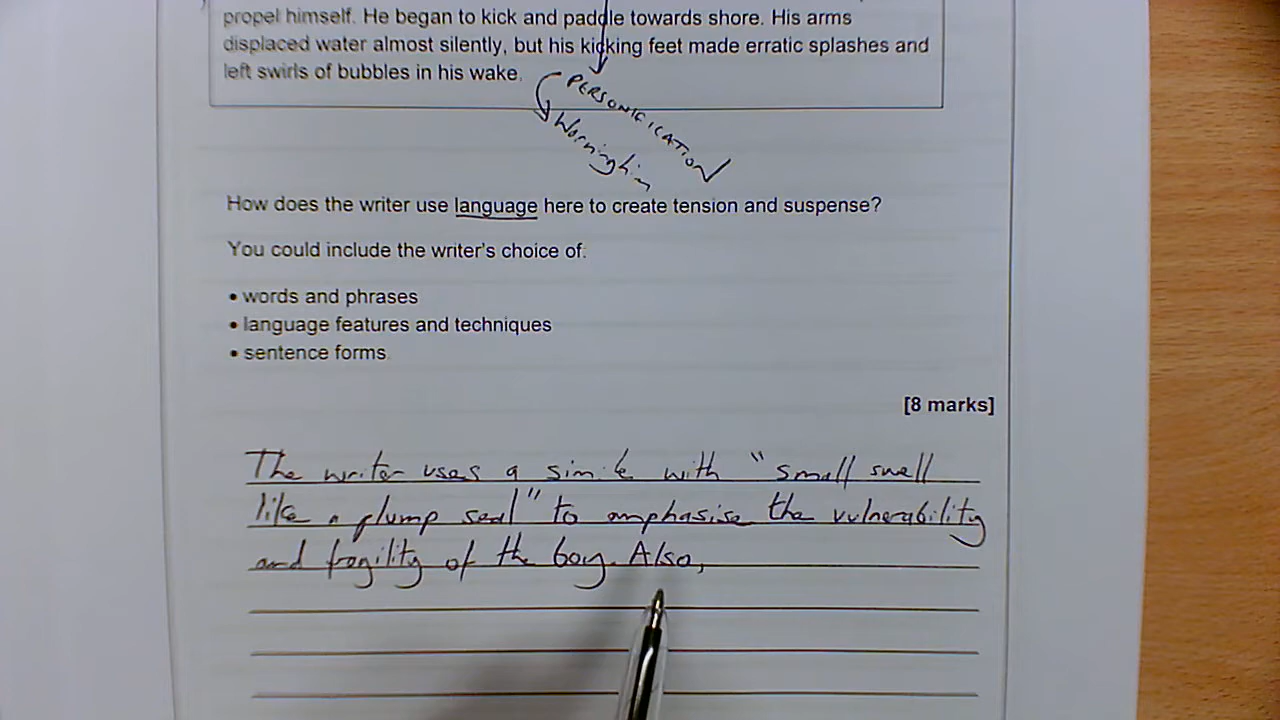 propel himself. He began to kick and paddle towards shore. His arms
displaced water almost silently, but his kicking feet made erratic splashes and
left swirls of bubbles in his wake.
PERSONIFICATION
Warning him
How does the writer use language here to create tension and suspense?
You could include the writer's choice of:
• words and phrases
• language features and techniques
• sentence forms.
[8 marks]
The writer uses a simile with "small swell
like a plump seal" to emphasise the vulnerability
and fragility of the boy. Also,